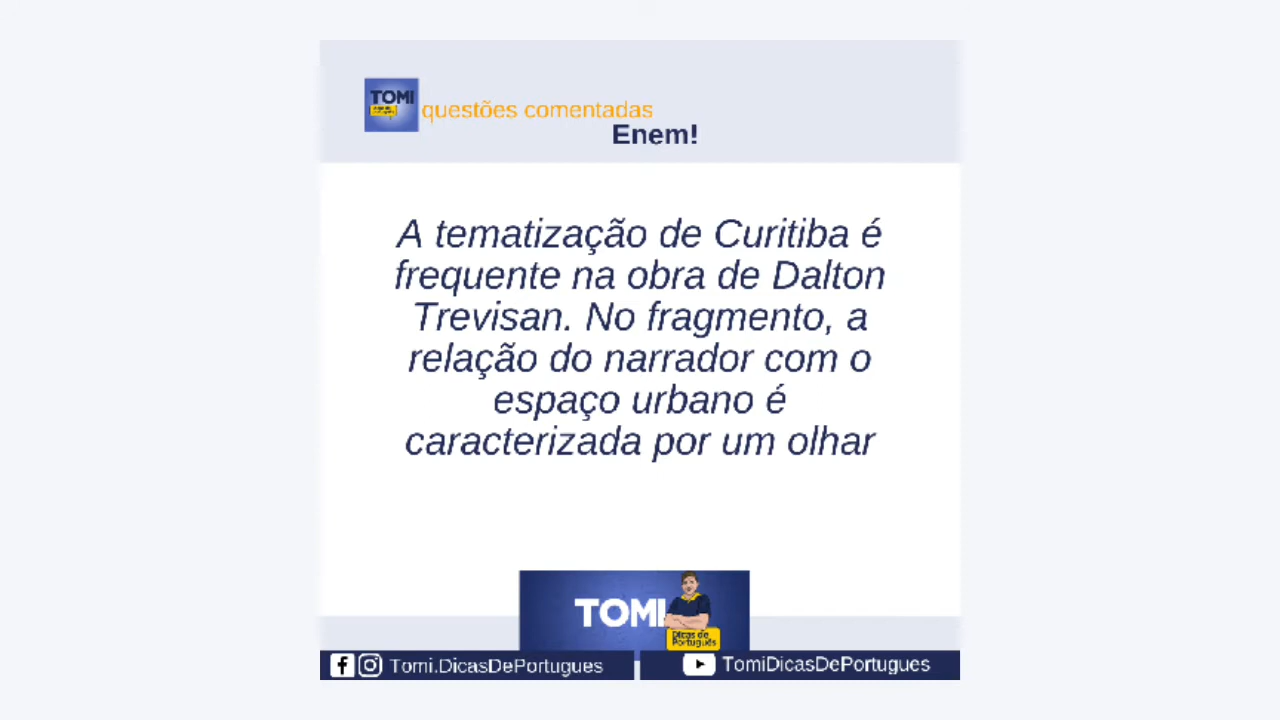 TOMI
questões comentadas
Enem!
A tematização de Curitiba é
frequente na obra de Dalton
Trevisan. No fragmento, a
relação do narrador com o
espaço urbano é
caracterizada por um olhar
TOMI
Dicas de
Português
Tomi.DicasDePortugues
TomiDicasDePortugues